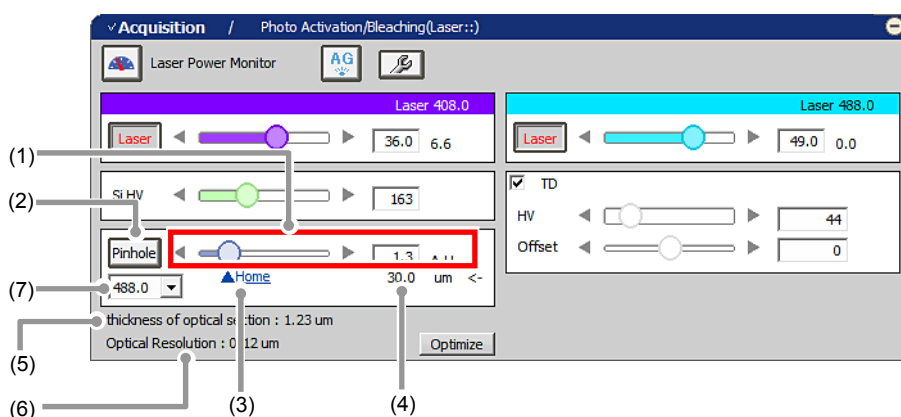 Acquisition / Photo Activation/Bleaching(Laser::)
Laser Power Monitor
AG
Laser 408.0
Laser 36.0 6.6
Laser 488.0
Laser 49.0 0.0
(1)
Si HV 163
TD
HV 44
Offset 0
(2)
Pinhole 1.3 A.U.
▲Home 30.0 um <-
(7)
488.0
thickness of optical section : 1.23 um
Optical Resolution : 0.12 um
Optimize
(5)
(6)
(3)
(4)